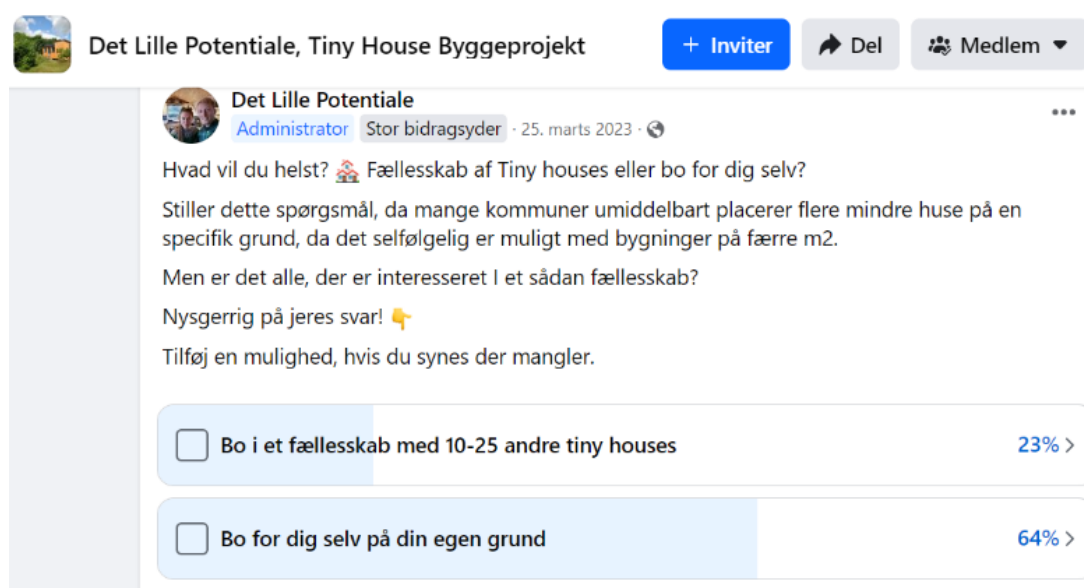 Det Lille Potentiale, Tiny House Byggeprojekt
+ Inviter
Del
Medlem
Det Lille Potentiale
Administrator Stor bidragsyder · 25. marts 2023 ·
Hvad vil du helst? 🏘️ Fællesskab af Tiny houses eller bo for dig selv?
Stiller dette spørgsmål, da mange kommuner umiddelbart placerer flere mindre huse på en
specifik grund, da det selfølgelig er muligt med bygninger på færre m2.
Men er det alle, der er interesseret I et sådan fællesskab?
Nysgerrig på jeres svar! 👇
Tilføj en mulighed, hvis du synes der mangler.
Bo i et fællesskab med 10-25 andre tiny houses
23%
Bo for dig selv på din egen grund
64%